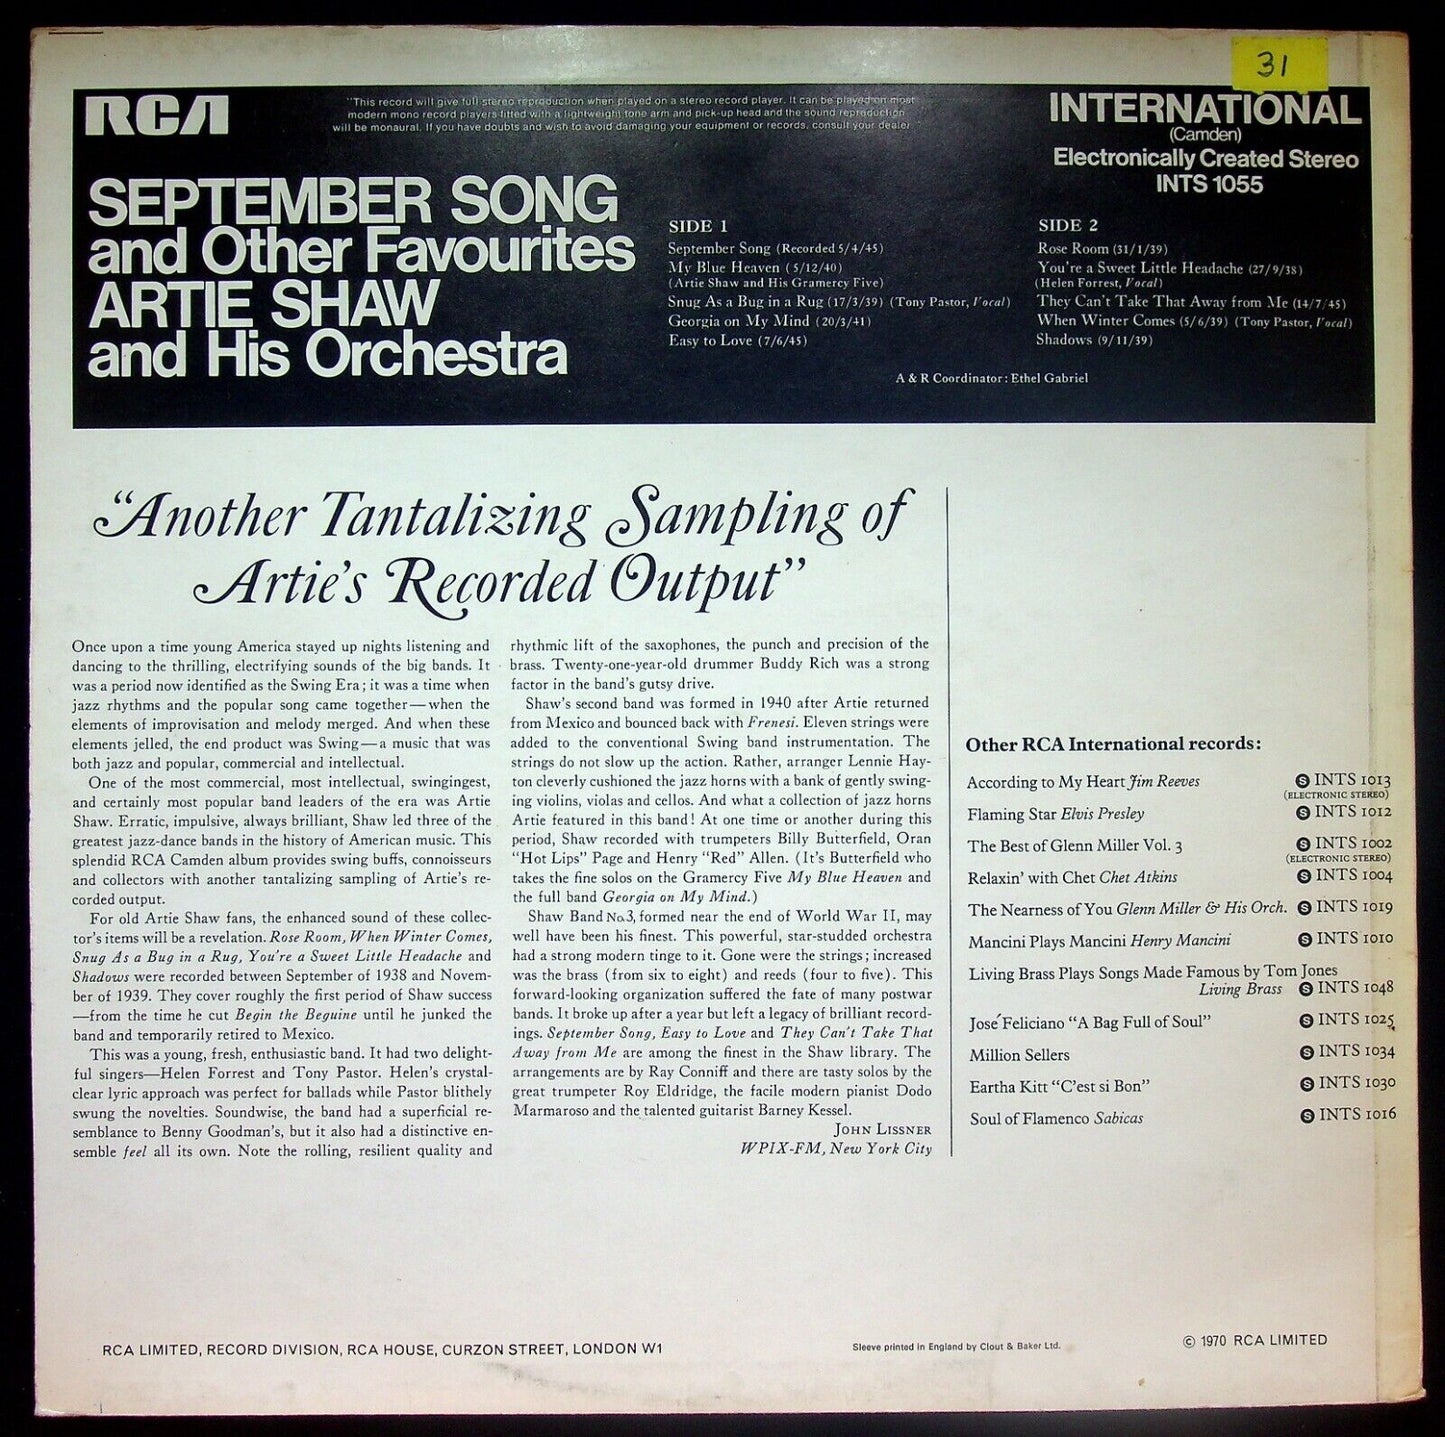 31
RCA
"This record will give full stereo reproduction when played on a stereo record player. It can be played on most
modern mono record players fitted with a lightweight tone arm and pick-up head and the sound reproduction
will be monaural. If you have doubts and wish to avoid damaging your equipment or records, consult your dealer."
INTERNATIONAL
(Camden)
Electronically Created Stereo
INTS 1055
SEPTEMBER SONG
and Other Favourites
ARTIE SHAW
and His Orchestra
SIDE 1
September Song (Recorded 5/4/45)
My Blue Heaven (5/12/40)
(Artie Shaw and His Gramercy Five)
Snug As a Bug in a Rug (17/3/39) (Tony Pastor, Vocal)
Georgia on My Mind (20/3/41)
Easy to Love (7/6/45)
SIDE 2
Rose Room (31/1/39)
You're a Sweet Little Headache (27/9/38)
(Helen Forrest, Vocal)
They Can't Take That Away from Me (14/7/45)
When Winter Comes (5/6/39) (Tony Pastor, Vocal)
Shadows (9/11/39)
A & R Coordinator: Ethel Gabriel
"Another Tantalizing Sampling of
Artie's Recorded Output"
Once upon a time young America stayed up nights listening and
dancing to the thrilling, electrifying sounds of the big bands. It
was a period now identified as the Swing Era; it was a time when
jazz rhythms and the popular song came together—when the
elements of improvisation and melody merged. And when these
elements jelled, the end product was Swing—a music that was
both jazz and popular, commercial and intellectual.
One of the most commercial, most intellectual, swingingest,
and certainly most popular band leaders of the era was Artie
Shaw. Erratic, impulsive, always brilliant, Shaw led three of the
greatest jazz-dance bands in the history of American music. This
splendid RCA Camden album provides swing buffs, connoisseurs
and collectors with another tantalizing sampling of Artie's re-
corded output.
For old Artie Shaw fans, the enhanced sound of these collec-
tor's items will be a revelation. Rose Room, When Winter Comes,
Snug As a Bug in a Rug, You're a Sweet Little Headache and
Shadows were recorded between September of 1938 and Novem-
ber of 1939. They cover roughly the first period of Shaw success
—from the time he cut Begin the Beguine until he junked the
band and temporarily retired to Mexico.
This was a young, fresh, enthusiastic band. It had two delight-
ful singers—Helen Forrest and Tony Pastor. Helen's crystal-
clear lyric approach was perfect for ballads while Pastor blithely
swung the novelties. Soundwise, the band had a superficial re-
semblance to Benny Goodman's, but it also had a distinctive en-
semble feel all its own. Note the rolling, resilient quality and
rhythmic lift of the saxophones, the punch and precision of the
brass. Twenty-one-year-old drummer Buddy Rich was a strong
factor in the band's gutsy drive.
Shaw's second band was formed in 1940 after Artie returned
from Mexico and bounced back with Frenesi. Eleven strings were
added to the conventional Swing band instrumentation. The
strings do not slow up the action. Rather, arranger Lennie Hay-
ton cleverly cushioned the jazz horns with a bank of gently swing-
ing violins, violas and cellos. And what a collection of jazz horns
Artie featured in this band! At one time or another during this
period, Shaw recorded with trumpeters Billy Butterfield, Oran
"Hot Lips" Page and Henry "Red" Allen. (It's Butterfield who
takes the fine solos on the Gramercy Five My Blue Heaven and
the full band Georgia on My Mind.)
Shaw Band No.3, formed near the end of World War II, may
well have been his finest. This powerful, star-studded orchestra
had a strong modern tinge to it. Gone were the strings; increased
was the brass (from six to eight) and reeds (four to five). This
forward-looking organization suffered the fate of many postwar
bands. It broke up after a year but left a legacy of brilliant record-
ings. September Song, Easy to Love and They Can't Take That
Away from Me are among the finest in the Shaw library. The
arrangements are by Ray Conniff and there are tasty solos by the
great trumpeter Roy Eldridge, the facile modern pianist Dodo
Marmaroso and the talented guitarist Barney Kessel.
JOHN LISSNER
WPIX-FM, New York City
Other RCA International records:
According to My Heart Jim Reeves S INTS 1013
(ELECTRONIC STEREO)
Flaming Star Elvis Presley S INTS 1012
The Best of Glenn Miller Vol. 3 S INTS 1002
(ELECTRONIC STEREO)
Relaxin' with Chet Chet Atkins S INTS 1004
The Nearness of You Glenn Miller & His Orch. S INTS 1019
Mancini Plays Mancini Henry Mancini S INTS 1010
Living Brass Plays Songs Made Famous by Tom Jones
Living Brass S INTS 1048
José Feliciano "A Bag Full of Soul" S INTS 1025
Million Sellers S INTS 1034
Eartha Kitt "C'est si Bon" S INTS 1030
Soul of Flamenco Sabicas S INTS 1016
RCA LIMITED, RECORD DIVISION, RCA HOUSE, CURZON STREET, LONDON W1
Sleeve printed in England by Clout & Baker Ltd.
© 1970 RCA LIMITED